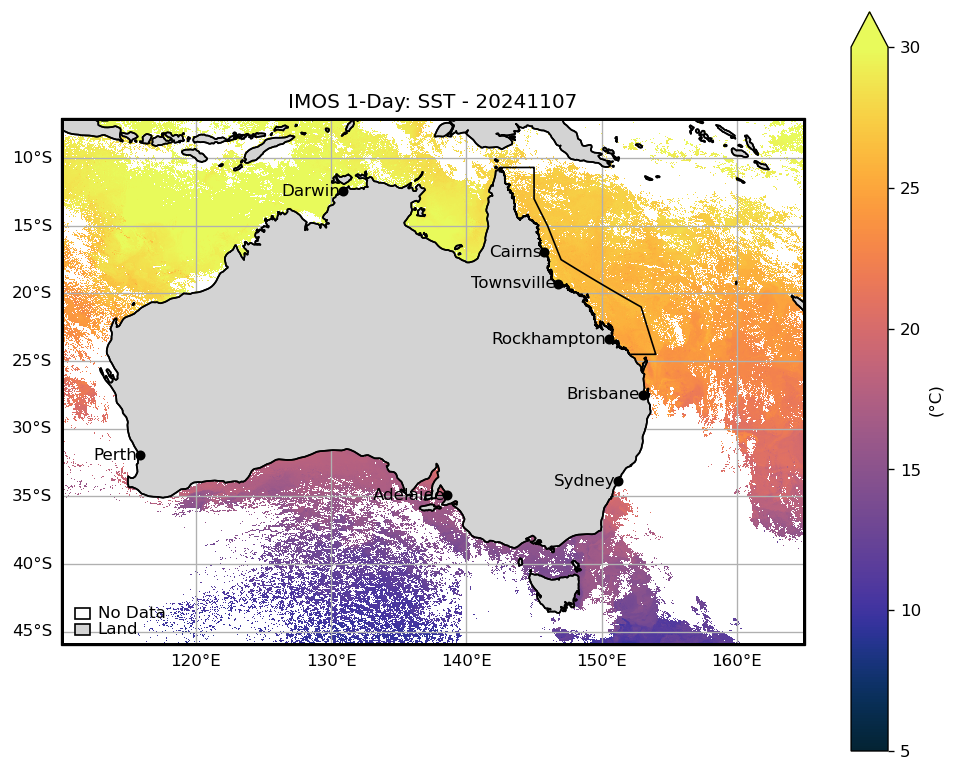 IMOS 1-Day: SST - 20241107
30
25
20
15
10
5
(°C)
10°S
15°S
20°S
25°S
30°S
35°S
40°S
45°S
Darwin
Cairns
Townsville
Rockhampton
Brisbane
Perth
Sydney
Adelaide
No Data
Land
120°E
130°E
140°E
150°E
160°E